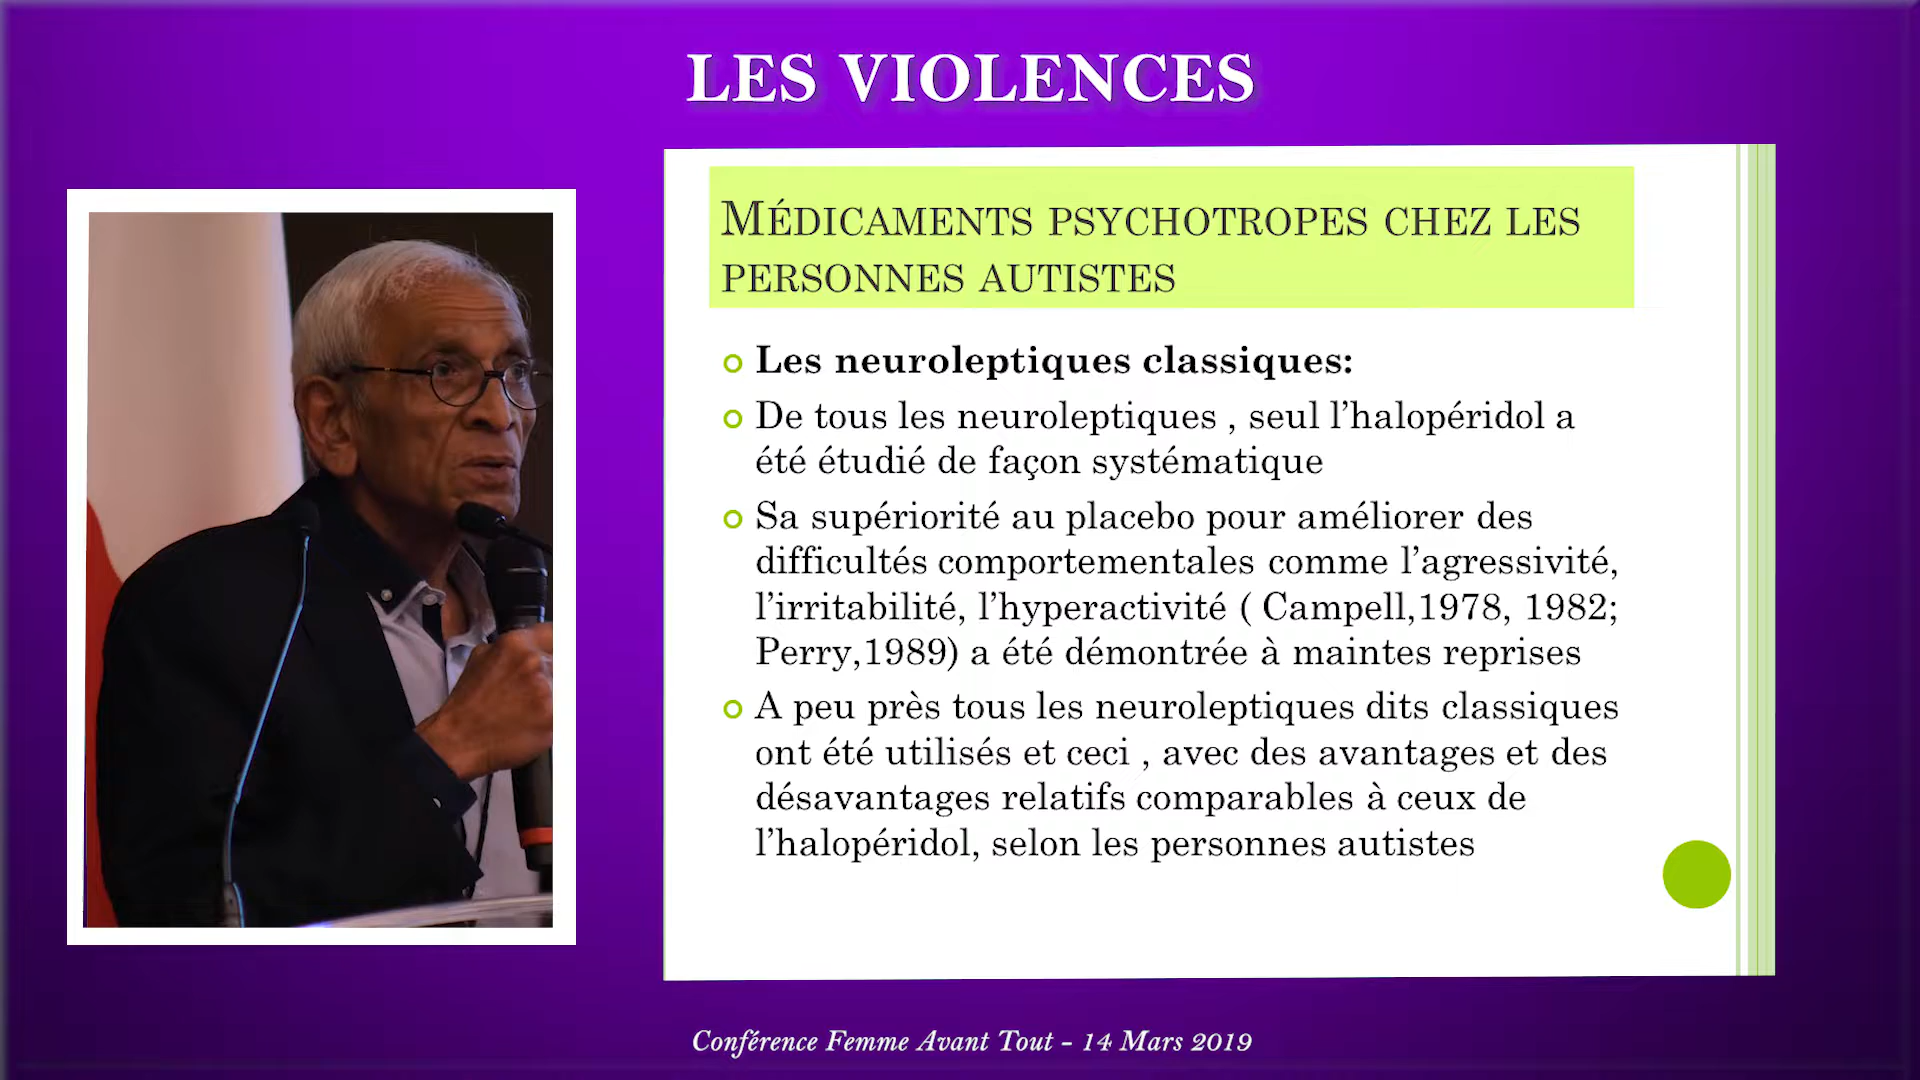 LES VIOLENCES
MÉDICAMENTS PSYCHOTROPES CHEZ LES
PERSONNES AUTISTES
Les neuroleptiques classiques:
De tous les neuroleptiques , seul l’halopéridol a
été étudié de façon systématique
Sa supériorité au placebo pour améliorer des
difficultés comportementales comme l’agressivité,
l’irritabilité, l’hyperactivité ( Campell,1978, 1982;
Perry,1989) a été démontrée à maintes reprises
A peu près tous les neuroleptiques dits classiques
ont été utilisés et ceci , avec des avantages et des
désavantages relatifs comparables à ceux de
l’halopéridol, selon les personnes autistes
Conférence Femme Avant Tout - 14 Mars 2019